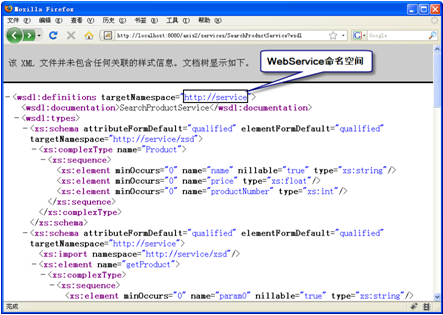 Mozilla Firefox
文件(F) 编辑(E) 查看(V) 历史(S) 书签(B) 工具(T) 帮助(H)
http://localhost:8080/axis2/services/SearchProductService?wsdl
Google
该 XML 文件并未包含任何关联的样式信息。文档树显示如下。
WebService命名空间
- <wsdl:definitions targetNamespace="http://service">
<wsdl:documentation>SearchProductService</wsdl:documentation>
- <wsdl:types>
- <xs:schema attributeFormDefault="qualified" elementFormDefault="qualified"
targetNamespace="http://service/xsd">
- <xs:complexType name="Product">
- <xs:sequence>
<xs:element minOccurs="0" name="name" nillable="true" type="xs:string"/>
<xs:element minOccurs="0" name="price" type="xs:float"/>
<xs:element minOccurs="0" name="productNumber" type="xs:int"/>
</xs:sequence>
</xs:complexType>
</xs:schema>
- <xs:schema attributeFormDefault="qualified" elementFormDefault="qualified"
targetNamespace="http://service">
<xs:import namespace="http://service/xsd"/>
- <xs:element name="getProduct">
- <xs:complexType>
- <xs:sequence>
<xs:element minOccurs="0" name="param0" nillable="true" type="xs:string"/>
完成